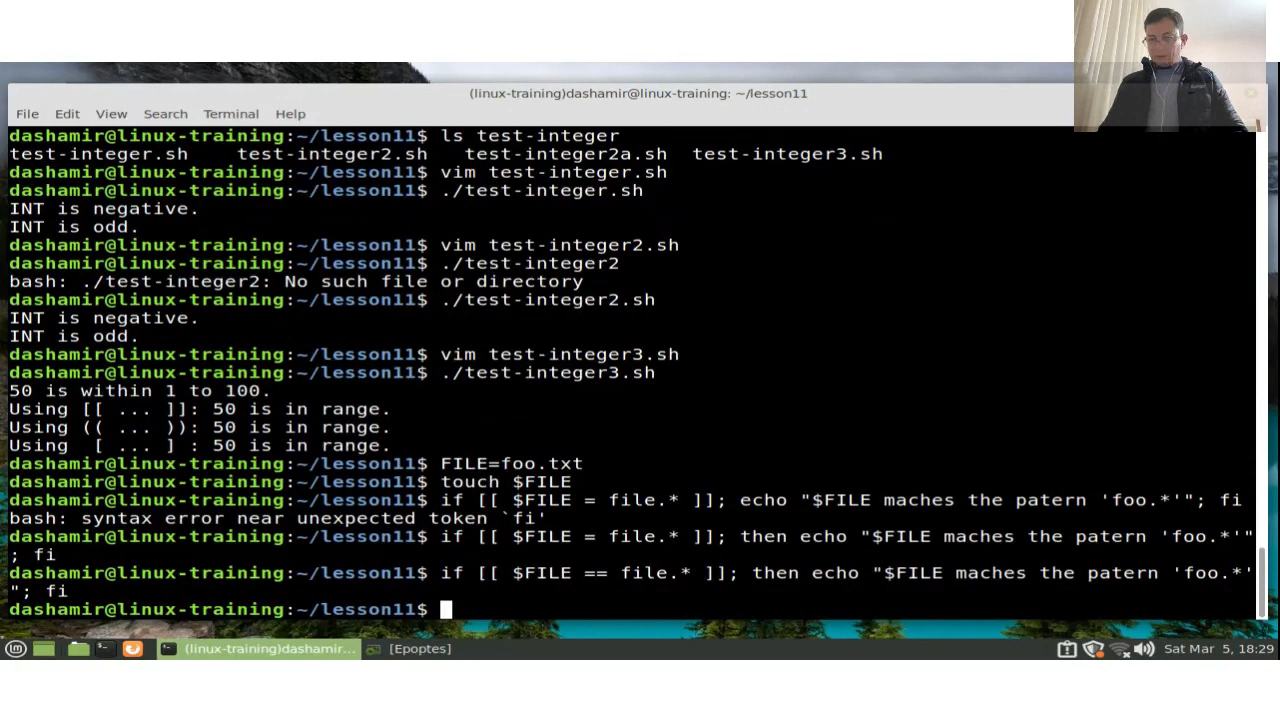 (linux-training)dashamir@linux-training: ~/lesson11
File Edit View Search Terminal Help
dashamir@linux-training:~/lesson11$ ls test-integer
test-integer.sh    test-integer2.sh   test-integer2a.sh  test-integer3.sh
dashamir@linux-training:~/lesson11$ vim test-integer.sh
dashamir@linux-training:~/lesson11$ ./test-integer.sh
INT is negative.
INT is odd.
dashamir@linux-training:~/lesson11$ vim test-integer2.sh
dashamir@linux-training:~/lesson11$ ./test-integer2
bash: ./test-integer2: No such file or directory
dashamir@linux-training:~/lesson11$ ./test-integer2.sh
INT is negative.
INT is odd.
dashamir@linux-training:~/lesson11$ vim test-integer3.sh
dashamir@linux-training:~/lesson11$ ./test-integer3.sh
50 is within 1 to 100.
Using [[ ... ]]: 50 is in range.
Using (( ... )): 50 is in range.
Using  [ ... ] : 50 is in range.
dashamir@linux-training:~/lesson11$ FILE=foo.txt
dashamir@linux-training:~/lesson11$ touch $FILE
dashamir@linux-training:~/lesson11$ if [[ $FILE = file.* ]]; echo "$FILE maches the patern 'foo.*'"; fi
bash: syntax error near unexpected token `fi'
dashamir@linux-training:~/lesson11$ if [[ $FILE = file.* ]]; then echo "$FILE maches the patern 'foo.*'"
; fi
dashamir@linux-training:~/lesson11$ if [[ $FILE == file.* ]]; then echo "$FILE maches the patern 'foo.*'
"; fi
dashamir@linux-training:~/lesson11$
(linux-training)dashamir... [Epoptes] Sat Mar 5, 18:29